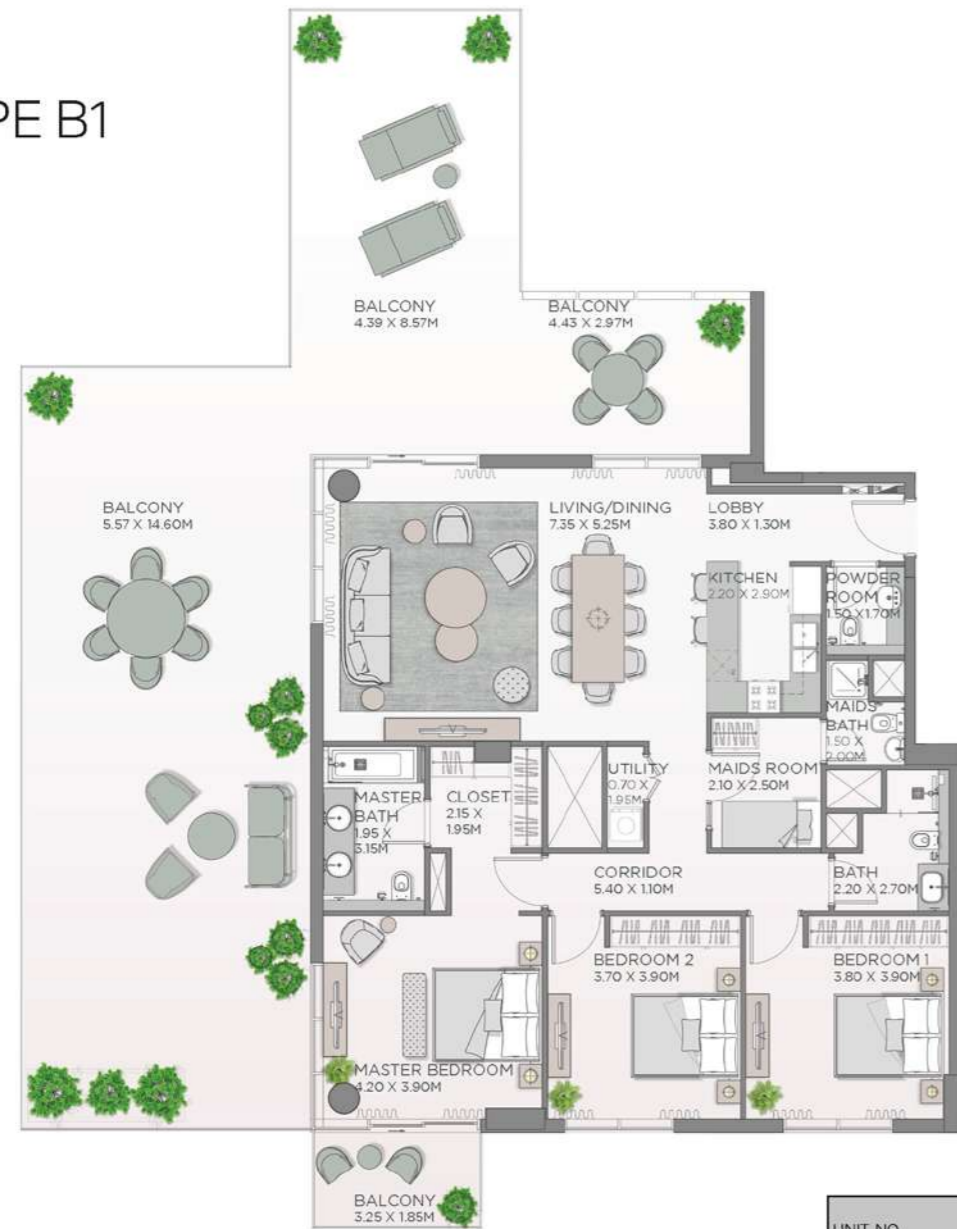 PE B1
BALCONY
4.39 X 8.57M
BALCONY
4.43 X 2.97M
BALCONY
5.57 X 14.60M
LIVING/DINING
7.35 X 5.25M
LOBBY
3.80 X 1.30M
KITCHEN
2.20 X 2.90M
POWDER
ROOM
1.50 X1.70M
MAIDS
BATH
1.50 X
2.00M
UTILITY
0.70 X
1.95M
MAIDS ROOM
2.10 X 2.50M
MASTER
BATH
1.95 X
3.15M
CLOSET
2.15 X
1.95M
CORRIDOR
5.40 X 1.10M
BATH
2.20 X 2.70M
BEDROOM 2
3.70 X 3.90M
BEDROOM 1
3.80 X 3.90M
MASTER BEDROOM
4.20 X 3.90M
BALCONY
3.25 X 1.85M
UNIT NO